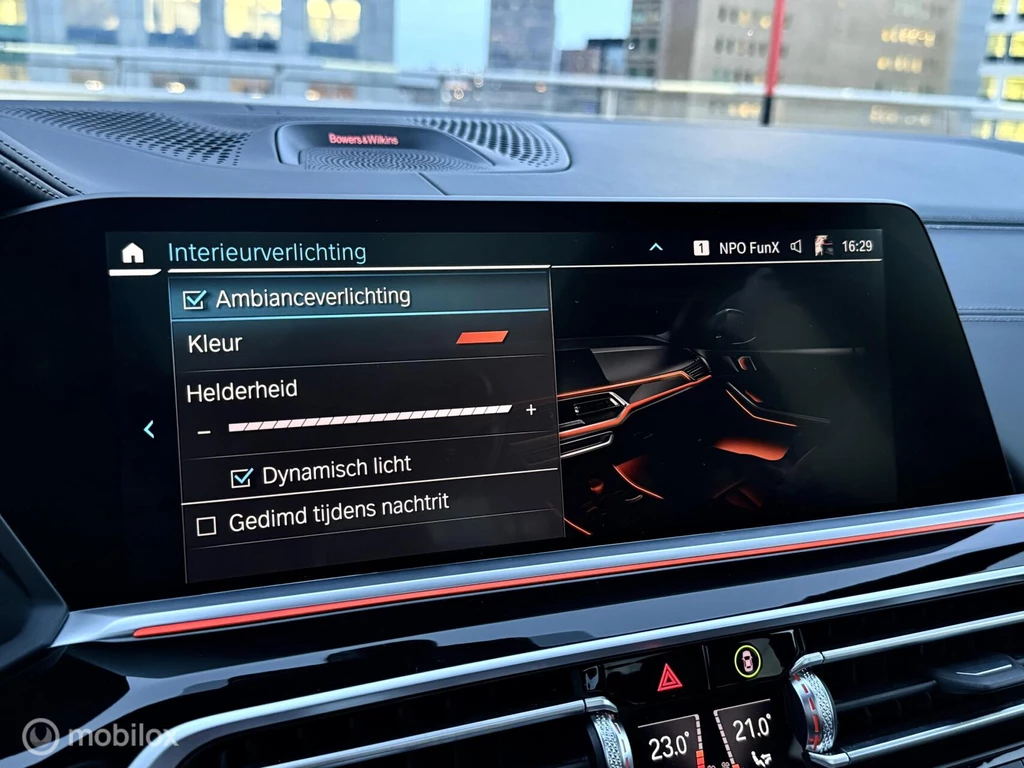 Bowers & Wilkins
Interieurverlichting
1 NPO FunX 16:29
Ambianceverlichting
Kleur
Helderheid
− +
Dynamisch licht
Gedimd tijdens nachtrit
23.0° 21.0°
mobilox